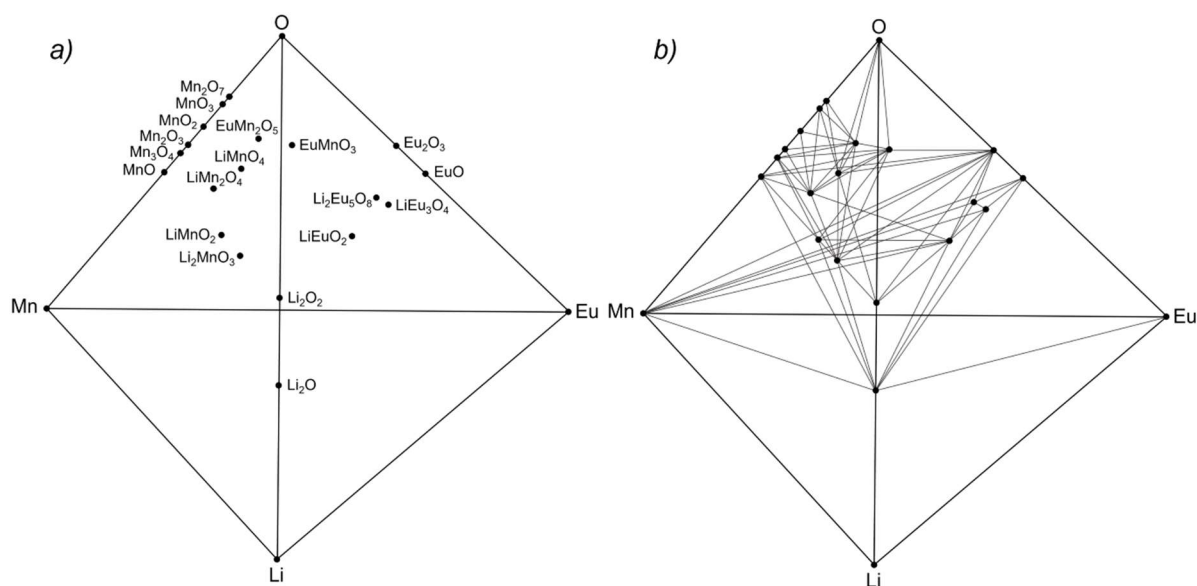 a)
O
Mn₂O₇
MnO₃
MnO₂
Mn₂O₃
Mn₃O₄
MnO
EuMn₂O₅
EuMnO₃
LiMnO₄
LiMn₂O₄
Eu₂O₃
EuO
Li₂Eu₅O₈
LiEu₃O₄
LiMnO₂
LiEuO₂
Li₂MnO₃
Li₂O₂
Mn
Eu
Li₂O
Li
b)
O
Mn
Eu
Li